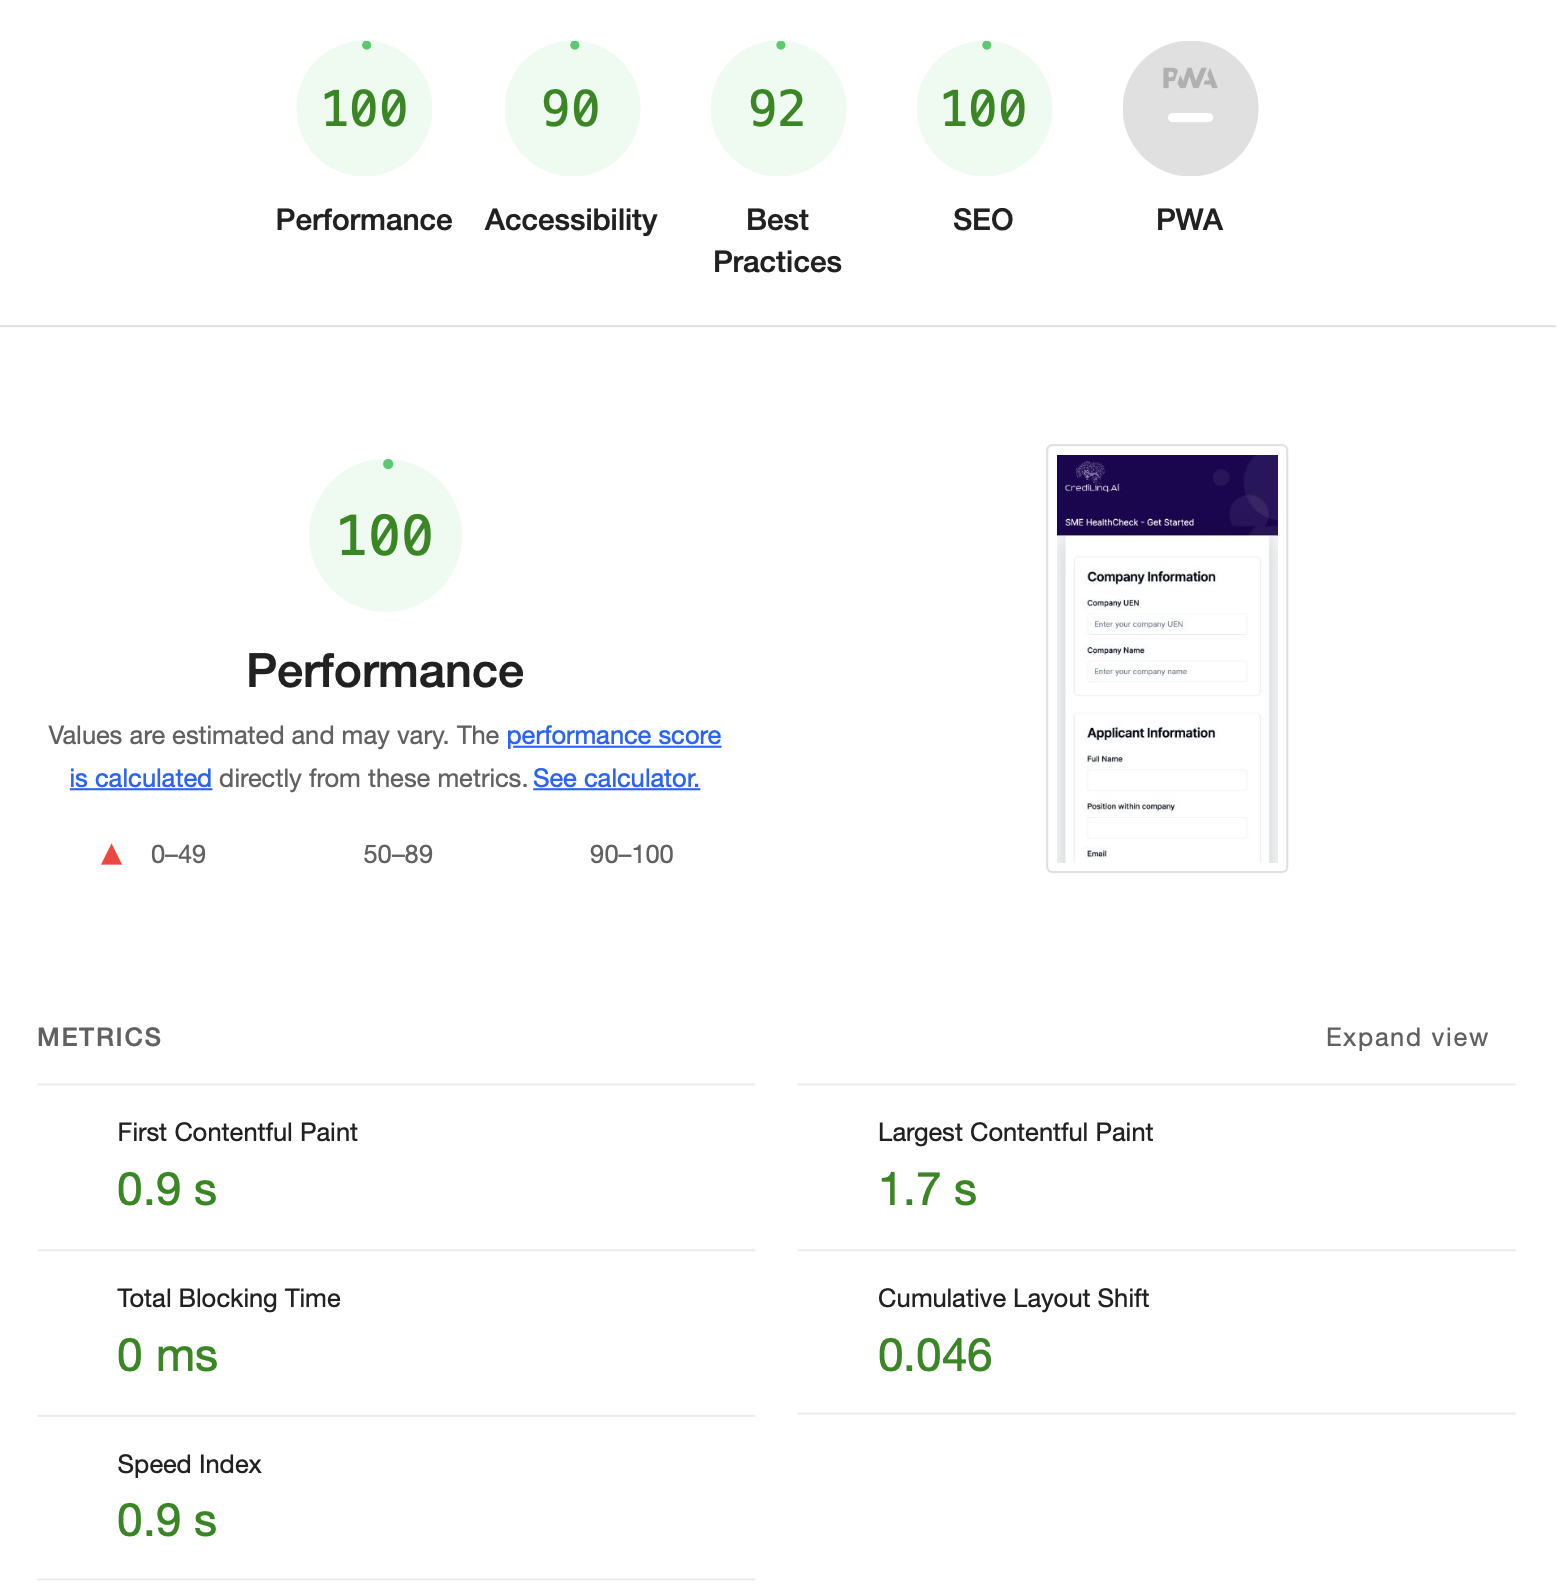 100
90
92
100
PWA
Performance
Accessibility
Best
Practices
SEO
PWA
100
Performance
Values are estimated and may vary. The performance score
is calculated directly from these metrics. See calculator.
0–49
50–89
90–100
CrediLinq.Ai
SME HealthCheck - Get Started
Company Information
Company UEN
Enter your company UEN
Company Name
Enter your company name
Applicant Information
Full Name
Position within company
Email
METRICS
Expand view
First Contentful Paint
0.9 s
Largest Contentful Paint
1.7 s
Total Blocking Time
0 ms
Cumulative Layout Shift
0.046
Speed Index
0.9 s